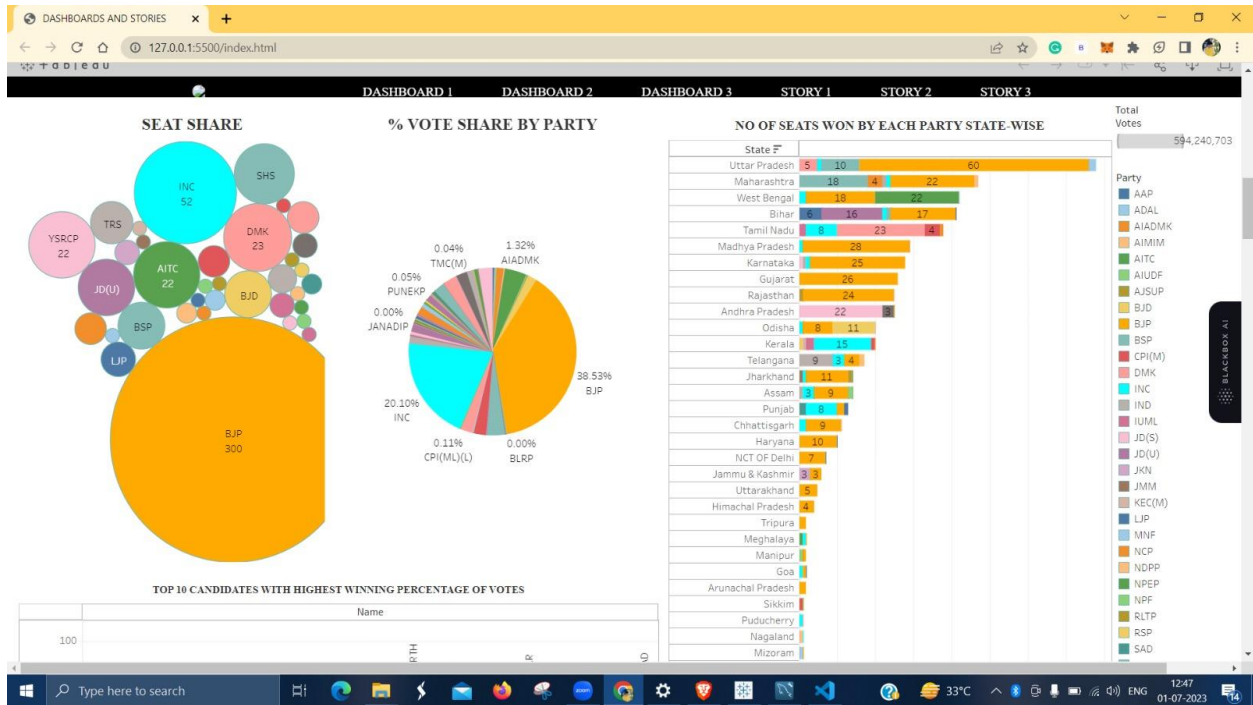 DASHBOARDS AND STORIES
127.0.0.1:5500/index.html
+ a b | e a u
DASHBOARD 1 DASHBOARD 2 DASHBOARD 3 STORY 1 STORY 2 STORY 3
SEAT SHARE
INC
52
SHS
TRS
DMK
23
YSRCP
22
AITC
22
JD(U)
BJD
BSP
LJP
BJP
300
% VOTE SHARE BY PARTY
0.04%
TMC(M)
1.32%
AIADMK
0.05%
PUNEKP
0.00%
JANADIP
38.53%
BJP
20.10%
INC
0.11%
CPI(ML)(L)
0.00%
BLRP
NO OF SEATS WON BY EACH PARTY STATE-WISE
State
Uttar Pradesh 5 10 60
Maharashtra 18 4 22
West Bengal 18 22
Bihar 6 16 17
Tamil Nadu 8 23 4
Madhya Pradesh 28
Karnataka 25
Gujarat 26
Rajasthan 24
Andhra Pradesh 22 3
Odisha 8 11
Kerala 15
Telangana 9 3 4
Jharkhand 11
Assam 3 9
Punjab 8
Chhattisgarh 9
Haryana 10
NCT OF Delhi 7
Jammu & Kashmir 3 3
Uttarakhand 5
Himachal Pradesh 4
Tripura
Meghalaya
Manipur
Goa
Arunachal Pradesh
Sikkim
Puducherry
Nagaland
Mizoram
Total
Votes
594,240,703
Party
AAP
ADAL
AIADMK
AIMIM
AITC
AIUDF
AJSUP
BJD
BJP
BSP
CPI(M)
DMK
INC
IND
IUML
JD(S)
JD(U)
JKN
JMM
KEC(M)
LJP
MNF
NCP
NDPP
NPEP
NPF
RLTP
RSP
SAD
BLACKBOX AI
TOP 10 CANDIDATES WITH HIGHEST WINNING PERCENTAGE OF VOTES
Name
100
Type here to search
zoom
33°C
ENG
12:47
01-07-2023
14